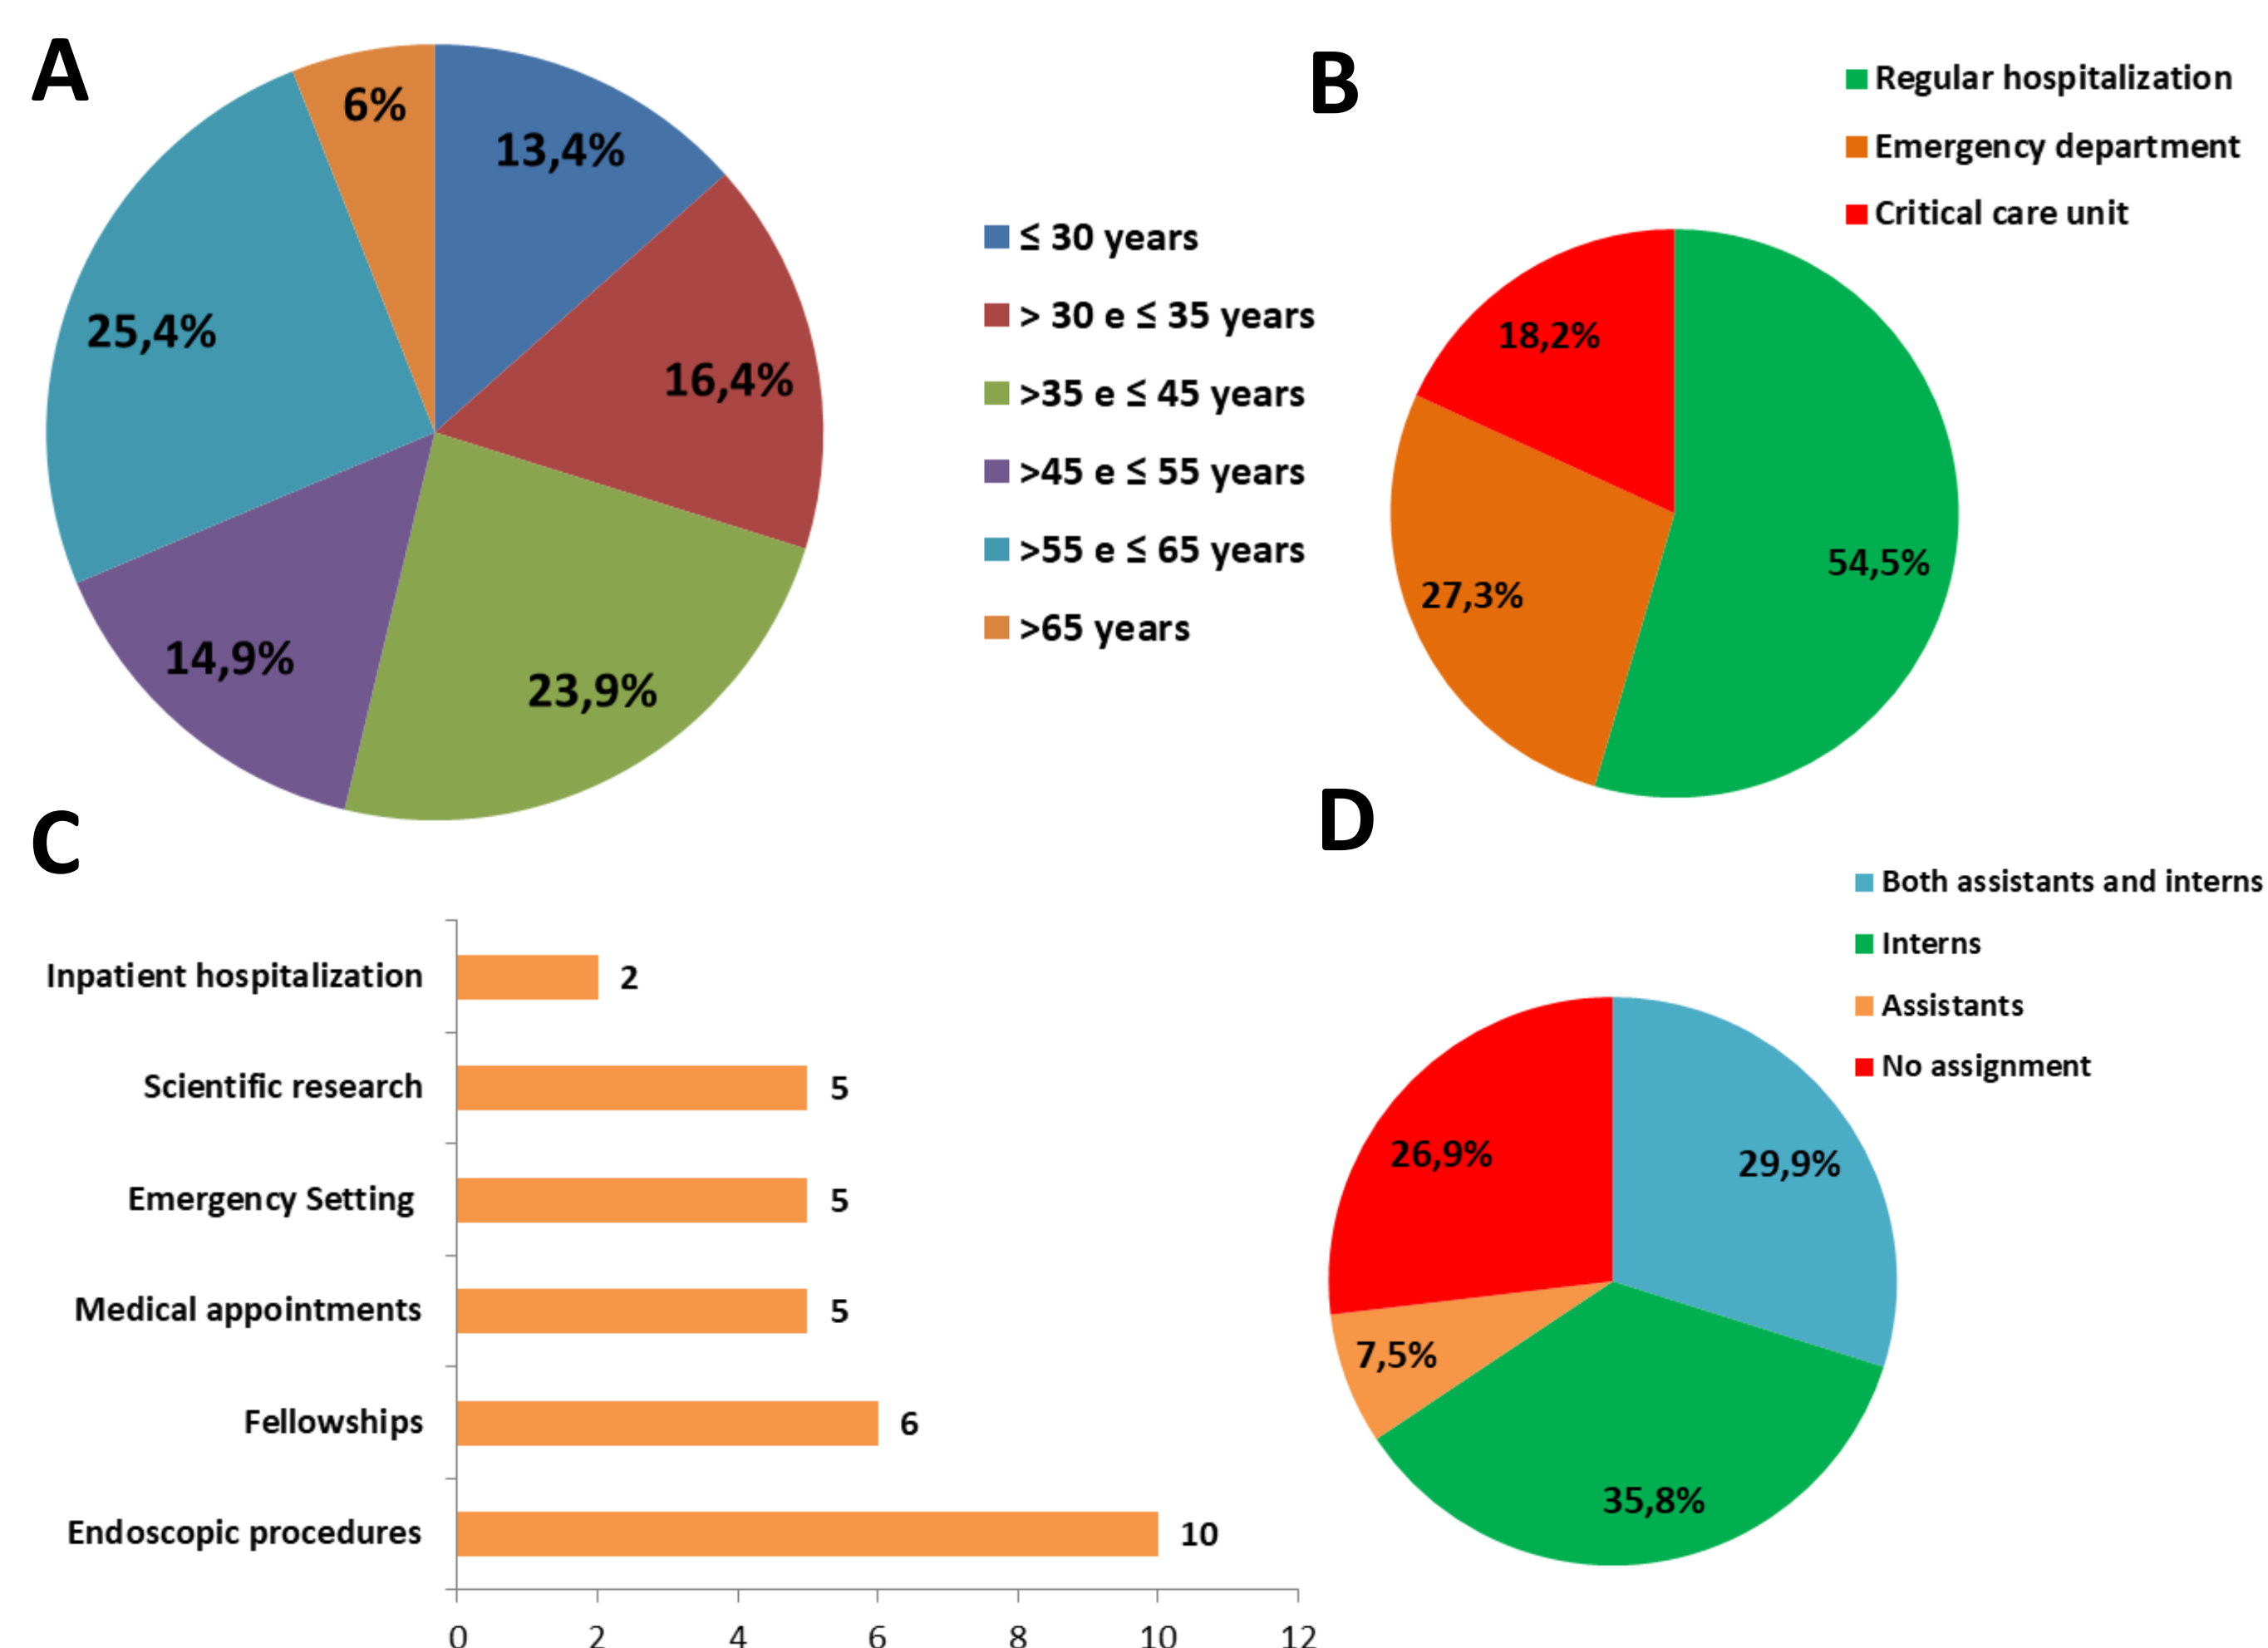 A
6%
13,4%
16,4%
23,9%
14,9%
25,4%
≤ 30 years
> 30 e ≤ 35 years
>35 e ≤ 45 years
>45 e ≤ 55 years
>55 e ≤ 65 years
>65 years
B
Regular hospitalization
Emergency department
Critical care unit
18,2%
54,5%
27,3%
C
Inpatient hospitalization 2
Scientific research 5
Emergency Setting 5
Medical appointments 5
Fellowships 6
Endoscopic procedures 10
0 2 4 6 8 10 12
D
Both assistants and interns
Interns
Assistants
No assignment
26,9%
29,9%
7,5%
35,8%